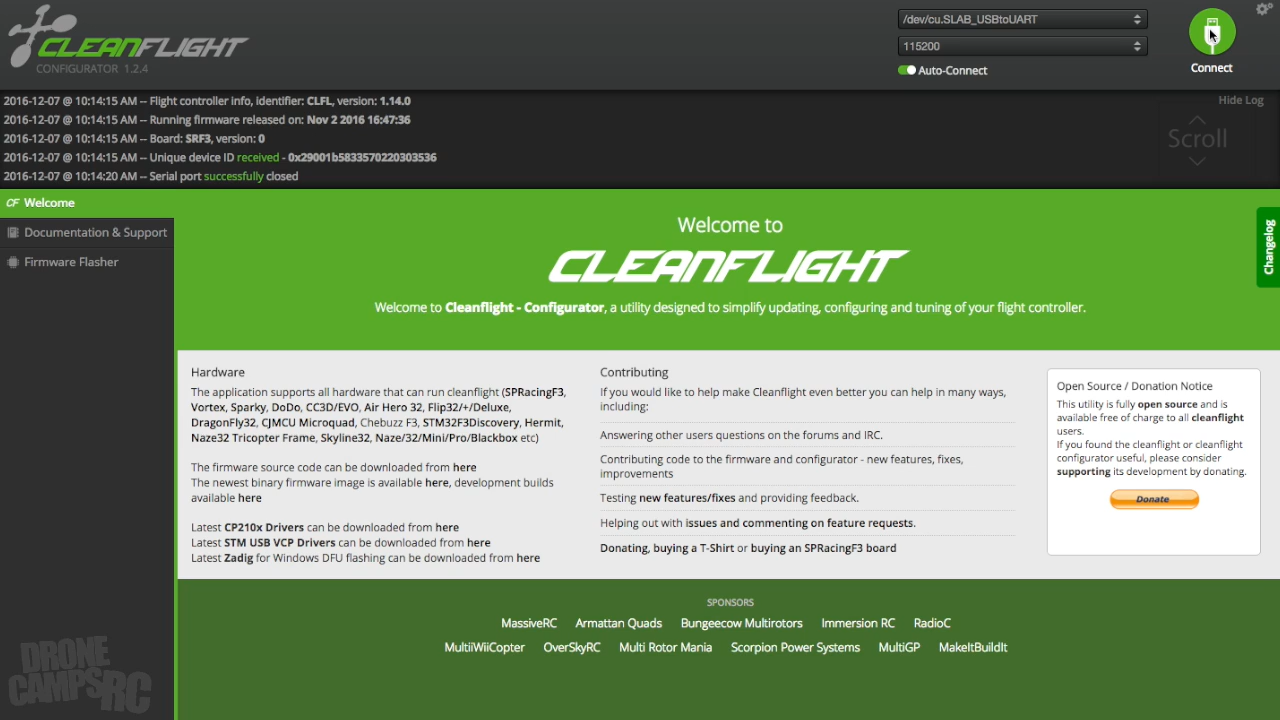 CLEANFLIGHT
CONFIGURATOR 1.2.4
/dev/cu.SLAB_USBtoUART
115200
Auto-Connect
Connect
2016-12-07 @ 10:14:15 AM -- Flight controller info, identifier: CLFL, version: 1.14.0
2016-12-07 @ 10:14:15 AM -- Running firmware released on: Nov 2 2016 16:47:36
2016-12-07 @ 10:14:15 AM -- Board: SRF3, version: 0
2016-12-07 @ 10:14:15 AM -- Unique device ID received - 0x29001b5833570220303536
2016-12-07 @ 10:14:20 AM -- Serial port successfully closed
Hide Log
Scroll
CF Welcome
Documentation & Support
Firmware Flasher
Welcome to
CLEANFLIGHT
Welcome to Cleanflight - Configurator, a utility designed to simplify updating, configuring and tuning of your flight controller.
Changelog
Hardware
The application supports all hardware that can run cleanflight (SPRacingF3,
Vortex, Sparky, DoDo, CC3D/EVO, Air Hero 32, Flip32/+/Deluxe,
DragonFly32, CJMCU Microquad, Chebuzz F3, STM32F3Discovery, Hermit,
Naze32 Tricopter Frame, Skyline32, Naze/32/Mini/Pro/Blackbox etc)
The firmware source code can be downloaded from here
The newest binary firmware image is available here, development builds
available here
Latest CP210x Drivers can be downloaded from here
Latest STM USB VCP Drivers can be downloaded from here
Latest Zadig for Windows DFU flashing can be downloaded from here
Contributing
If you would like to help make Cleanflight even better you can help in many ways,
including:
Answering other users questions on the forums and IRC.
Contributing code to the firmware and configurator - new features, fixes,
improvements
Testing new features/fixes and providing feedback.
Helping out with issues and commenting on feature requests.
Donating, buying a T-Shirt or buying an SPRacingF3 board
Open Source / Donation Notice
This utility is fully open source and is
available free of charge to all cleanflight
users.
If you found the cleanflight or cleanflight
configurator useful, please consider
supporting its development by donating.
Donate
SPONSORS
MassiveRC Armattan Quads Bungeecow Multirotors Immersion RC RadioC
MultiiWiiCopter OverSkyRC Multi Rotor Mania Scorpion Power Systems MultiGP MakeItBuildIt
DRONE
CAMPSRC